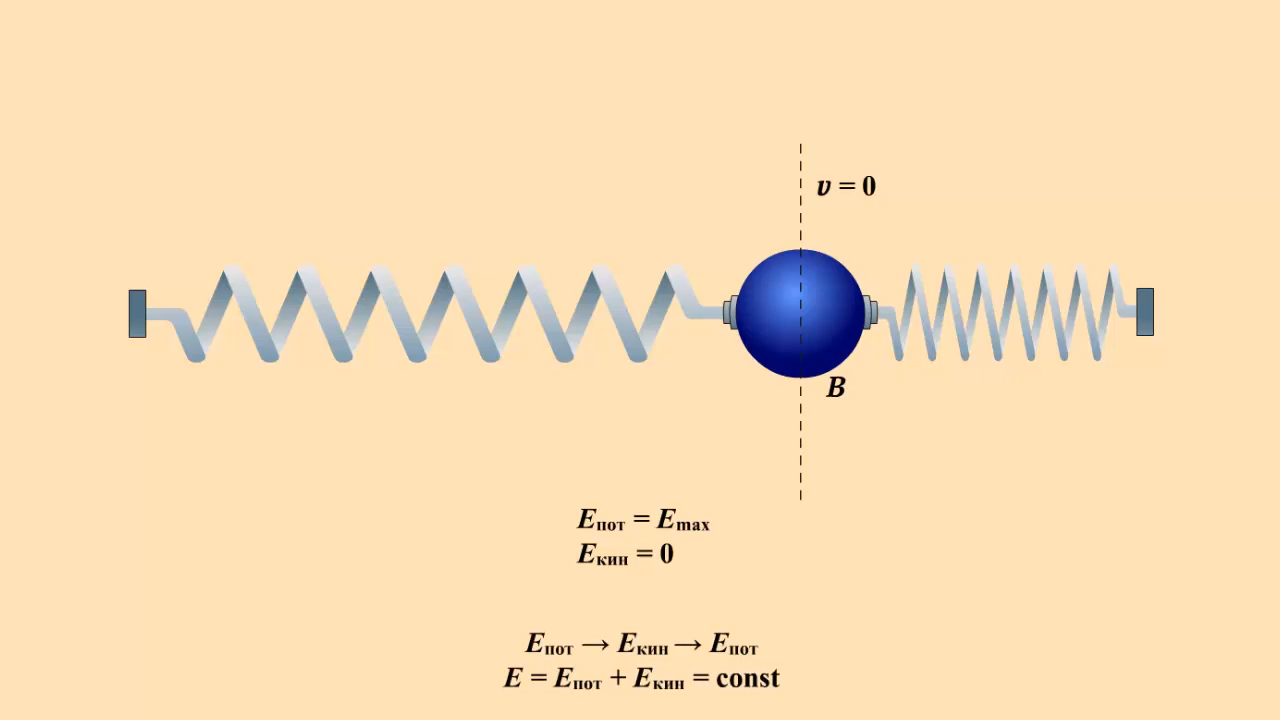 v = 0
B
Eпот = Emax
Eкин = 0
Eпот → Eкин → Eпот
E = Eпот + Eкин = const